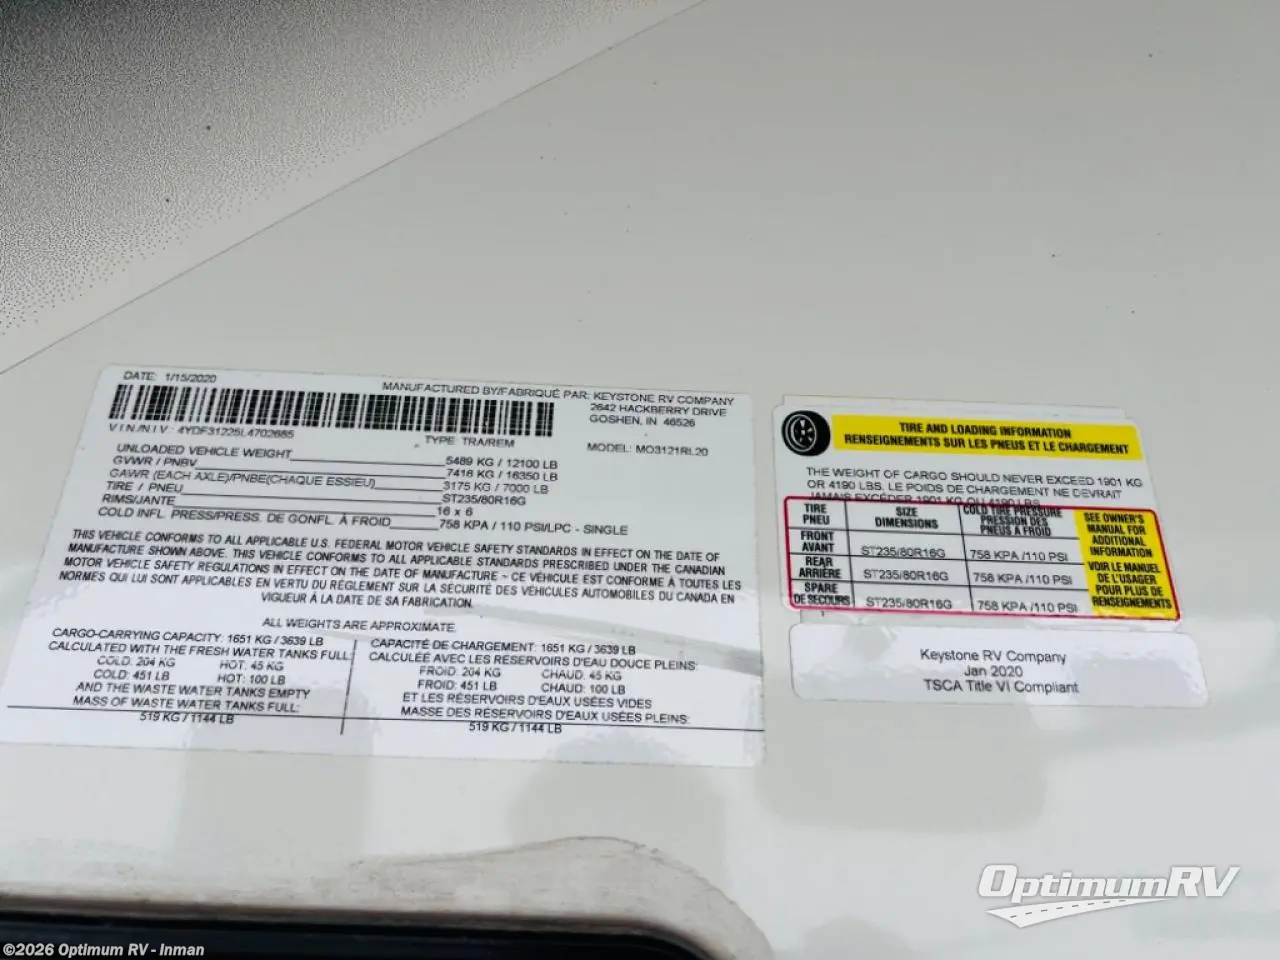 DATE: 1/15/2020
MANUFACTURED BY/FABRIQUÉ PAR: KEYSTONE RV COMPANY
2642 HACKBERRY DRIVE
GOSHEN, IN 46526
V I N /N I V : 4YDF31225L4702685
TYPE: TRA/REM
MODEL: MO3121RL20
UNLOADED VEHICLE WEIGHT 5489 KG / 12100 LB
GVWR / PNBV 7416 KG / 16350 LB
GAWR (EACH AXLE)/PNBE(CHAQUE ESSIEU) 3175 KG / 7000 LB
TIRE / PNEU ST235/80R16G
RIMS/JANTE 16 x 6
COLD INFL. PRESS/PRESS. DE GONFL. À FROID 758 KPA / 110 PSI/LPC - SINGLE
THIS VEHICLE CONFORMS TO ALL APPLICABLE U.S. FEDERAL MOTOR VEHICLE SAFETY STANDARDS IN EFFECT ON THE DATE OF
MANUFACTURE SHOWN ABOVE. THIS VEHICLE CONFORMS TO ALL APPLICABLE STANDARDS PRESCRIBED UNDER THE CANADIAN
MOTOR VEHICLE SAFETY REGULATIONS IN EFFECT ON THE DATE OF MANUFACTURE ~ CE VÉHICULE EST CONFORME À TOUTES LES
NORMES QUI LUI SONT APPLICABLES EN VERTU DU RÈGLEMENT SUR LA SÉCURITÉ DES VÉHICULES AUTOMOBILES DU CANADA EN
VIGUEUR À LA DATE DE SA FABRICATION.
ALL WEIGHTS ARE APPROXIMATE.
CARGO-CARRYING CAPACITY: 1651 KG / 3639 LB
CALCULATED WITH THE FRESH WATER TANKS FULL:
COLD: 204 KG HOT: 45 KG
COLD: 451 LB HOT: 100 LB
AND THE WASTE WATER TANKS EMPTY
MASS OF WASTE WATER TANKS FULL:
519 KG / 1144 LB
CAPACITÉ DE CHARGEMENT: 1651 KG / 3639 LB
CALCULÉE AVEC LES RESERVOIRS D'EAU DOUCE PLEINS:
FROID: 204 KG CHAUD: 45 KG
FROID: 451 LB CHAUD: 100 LB
ET LES RÉSERVOIRS D'EAUX USÉES VIDES
MASSE DES RÉSERVOIRS D'EAUX USÉES PLEINS:
519 KG / 1144 LB
TIRE AND LOADING INFORMATION
RENSEIGNEMENTS SUR LES PNEUS ET LE CHARGEMENT
THE WEIGHT OF CARGO SHOULD NEVER EXCEED 1901 KG
OR 4190 LBS. LE POIDS DE CHARGEMENT NE DEVRAIT
JAMAIS EXCÉDER 1901 KG OU 4190 LBS
TIRE PNEU SIZE DIMENSIONS COLD TIRE PRESSURE PRESSION DES PNEUS À FROID
FRONT AVANT ST235/80R16G 758 KPA /110 PSI
REAR ARRIÈRE ST235/80R16G 758 KPA /110 PSI
SPARE DE SECOURS ST235/80R16G 758 KPA /110 PSI
SEE OWNER'S
MANUAL FOR
ADDITIONAL
INFORMATION
VOIR LE MANUEL
DE L'USAGER
POUR PLUS DE
RENSEIGNEMENTS
Keystone RV Company
Jan 2020
TSCA Title VI Compliant
OptimumRV
©2026 Optimum RV - Inman